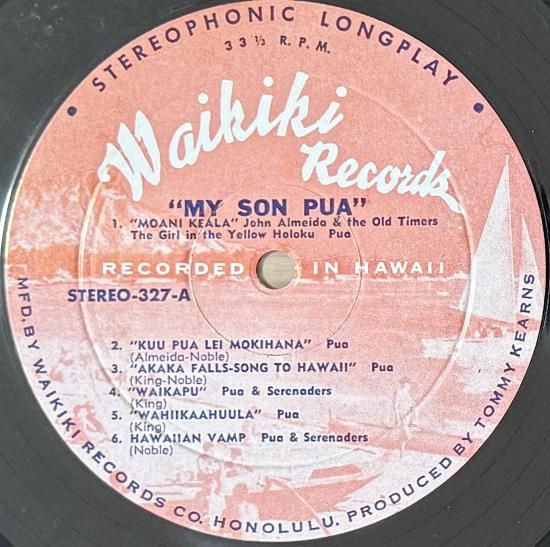 • STEREOPHONIC LONGPLAY •
33 ⅓ R. P. M.
Waikiki
Records
"MY SON PUA"
1. "MOANI KEALA" John Almeida & the Old Timers
The Girl in the Yellow Holoku Pua
RECORDED IN HAWAII
STEREO-327-A
2. "KUU PUA LEI MOKIHANA" Pua
(Almeida-Noble)
3. "AKAKA FALLS-SONG TO HAWAII" Pua
(King-Noble)
4. "WAIKAPU" Pua & Serenaders
(King)
5. "WAHIIKAAHUULA" Pua
(King)
6. HAWAIIAN VAMP Pua & Serenaders
(Noble)
MFD. BY WAIKIKI RECORDS CO. HONOLULU. PRODUCED BY TOMMY KEARNS